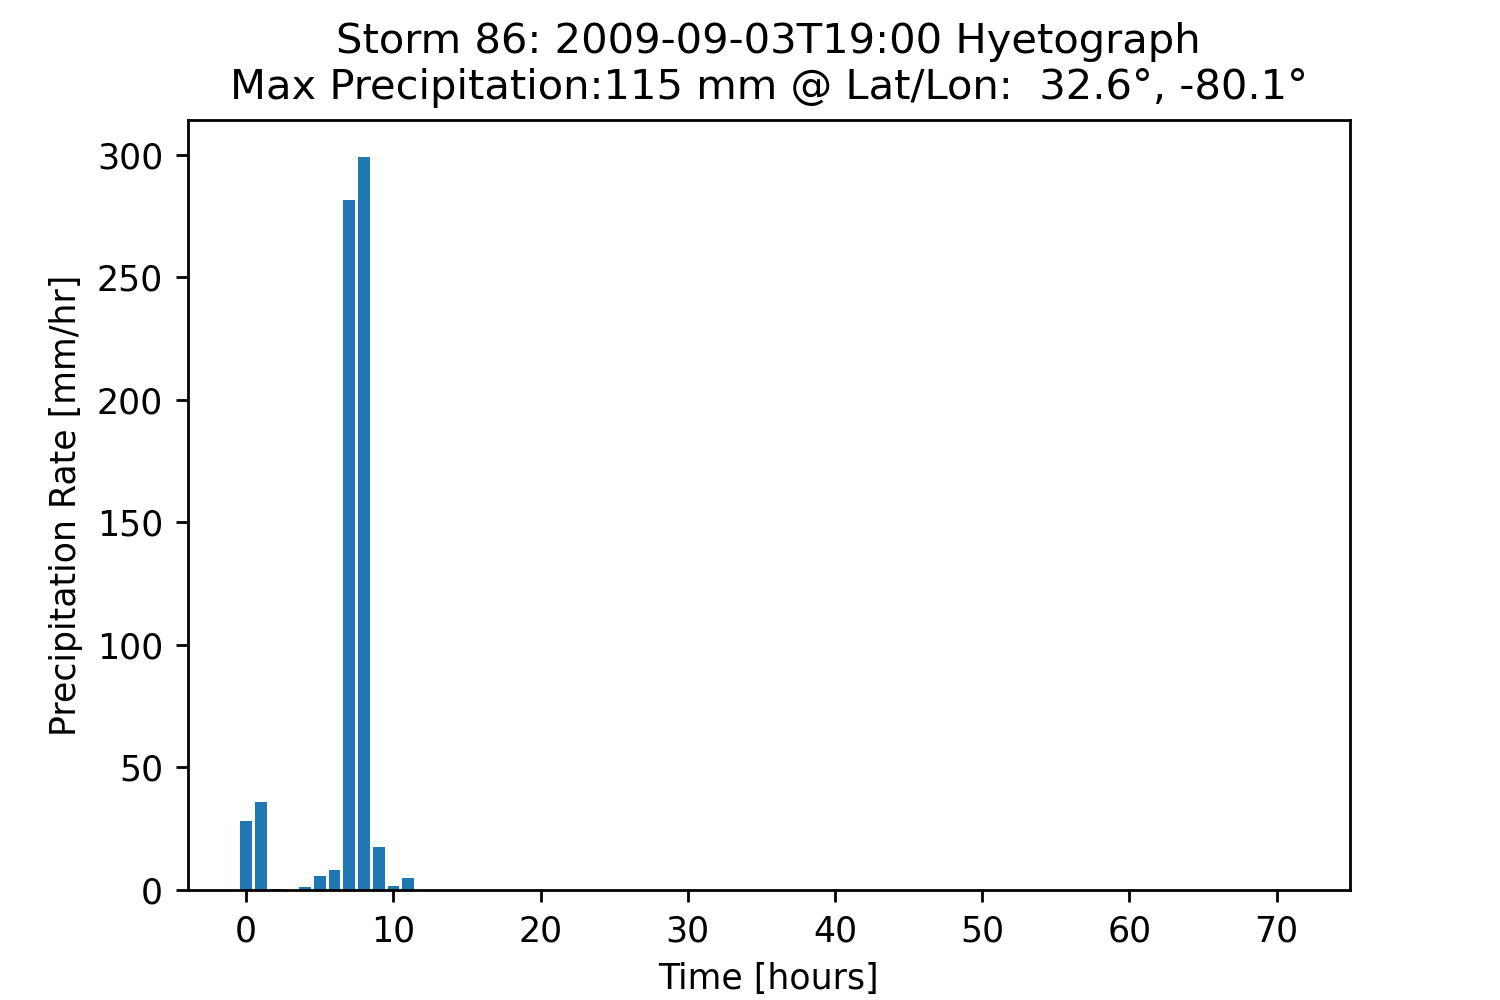 Storm 86: 2009-09-03T19:00 Hyetograph
Max Precipitation:115 mm @ Lat/Lon:  32.6°, -80.1°
300
250
200
150
100
50
0
Precipitation Rate [mm/hr]
0 10 20 30 40 50 60 70
Time [hours]